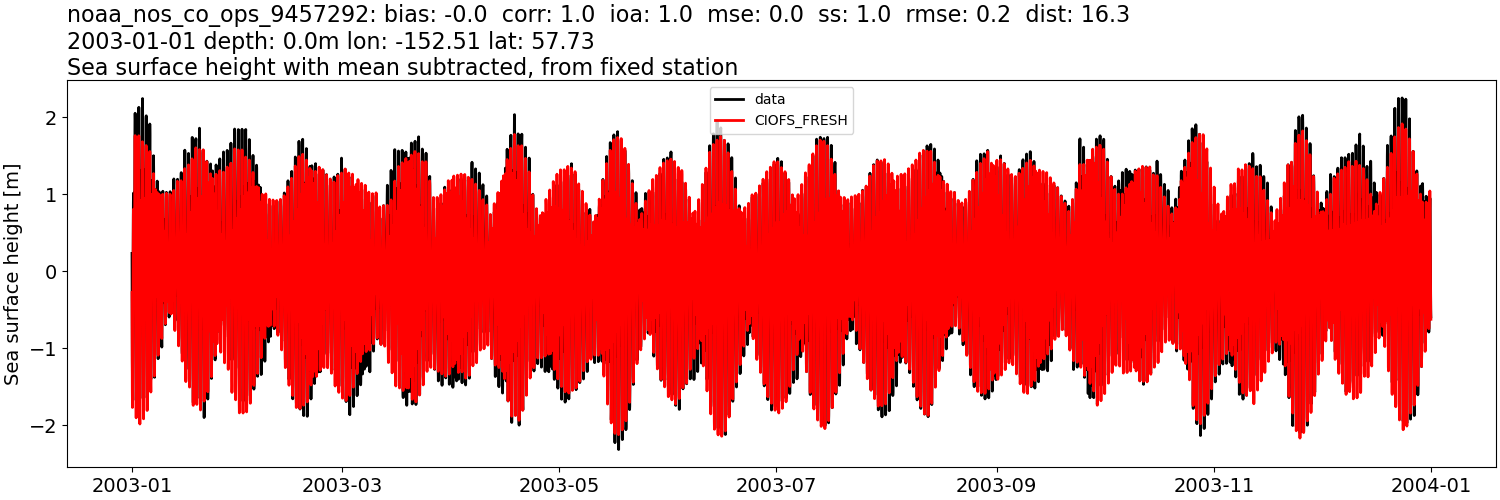 noaa_nos_co_ops_9457292: bias: -0.0 corr: 1.0 ioa: 1.0 mse: 0.0 ss: 1.0 rmse: 0.2 dist: 16.3
2003-01-01 depth: 0.0m lon: -152.51 lat: 57.73
Sea surface height with mean subtracted, from fixed station
data
CIOFS_FRESH
Sea surface height [m]
2
1
0
−1
−2
2003-01
2003-03
2003-05
2003-07
2003-09
2003-11
2004-01